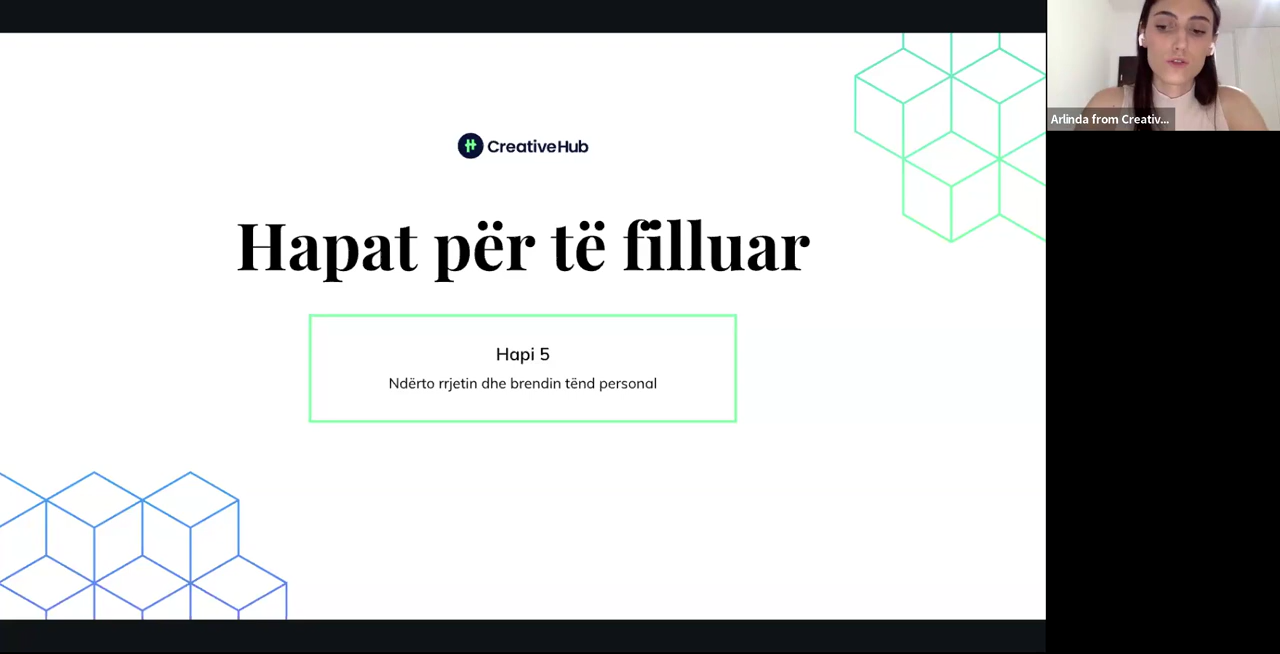 CreativeHub
Hapat për të filluar
Hapi 5
Ndërto rrjetin dhe brendin tënd personal
Arlinda from Creativ...